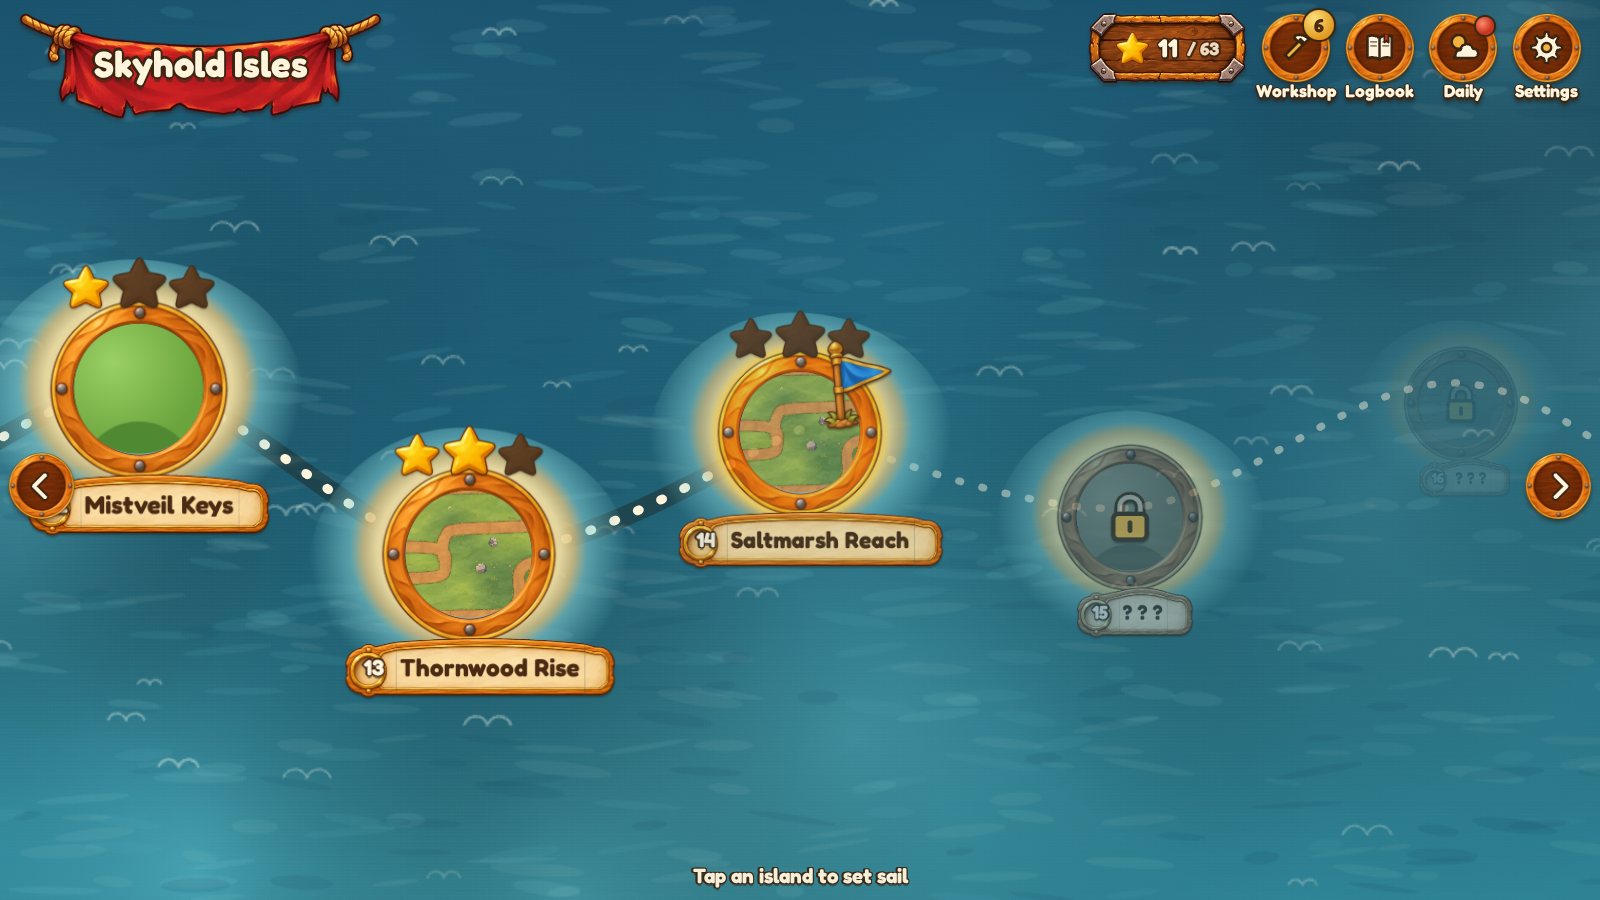 Skyhold Isles
11 / 63
6
Workshop
Logbook
Daily
Settings
Mistveil Keys
13 Thornwood Rise
14 Saltmarsh Reach
15 ???
16 ???
Tap an island to set sail